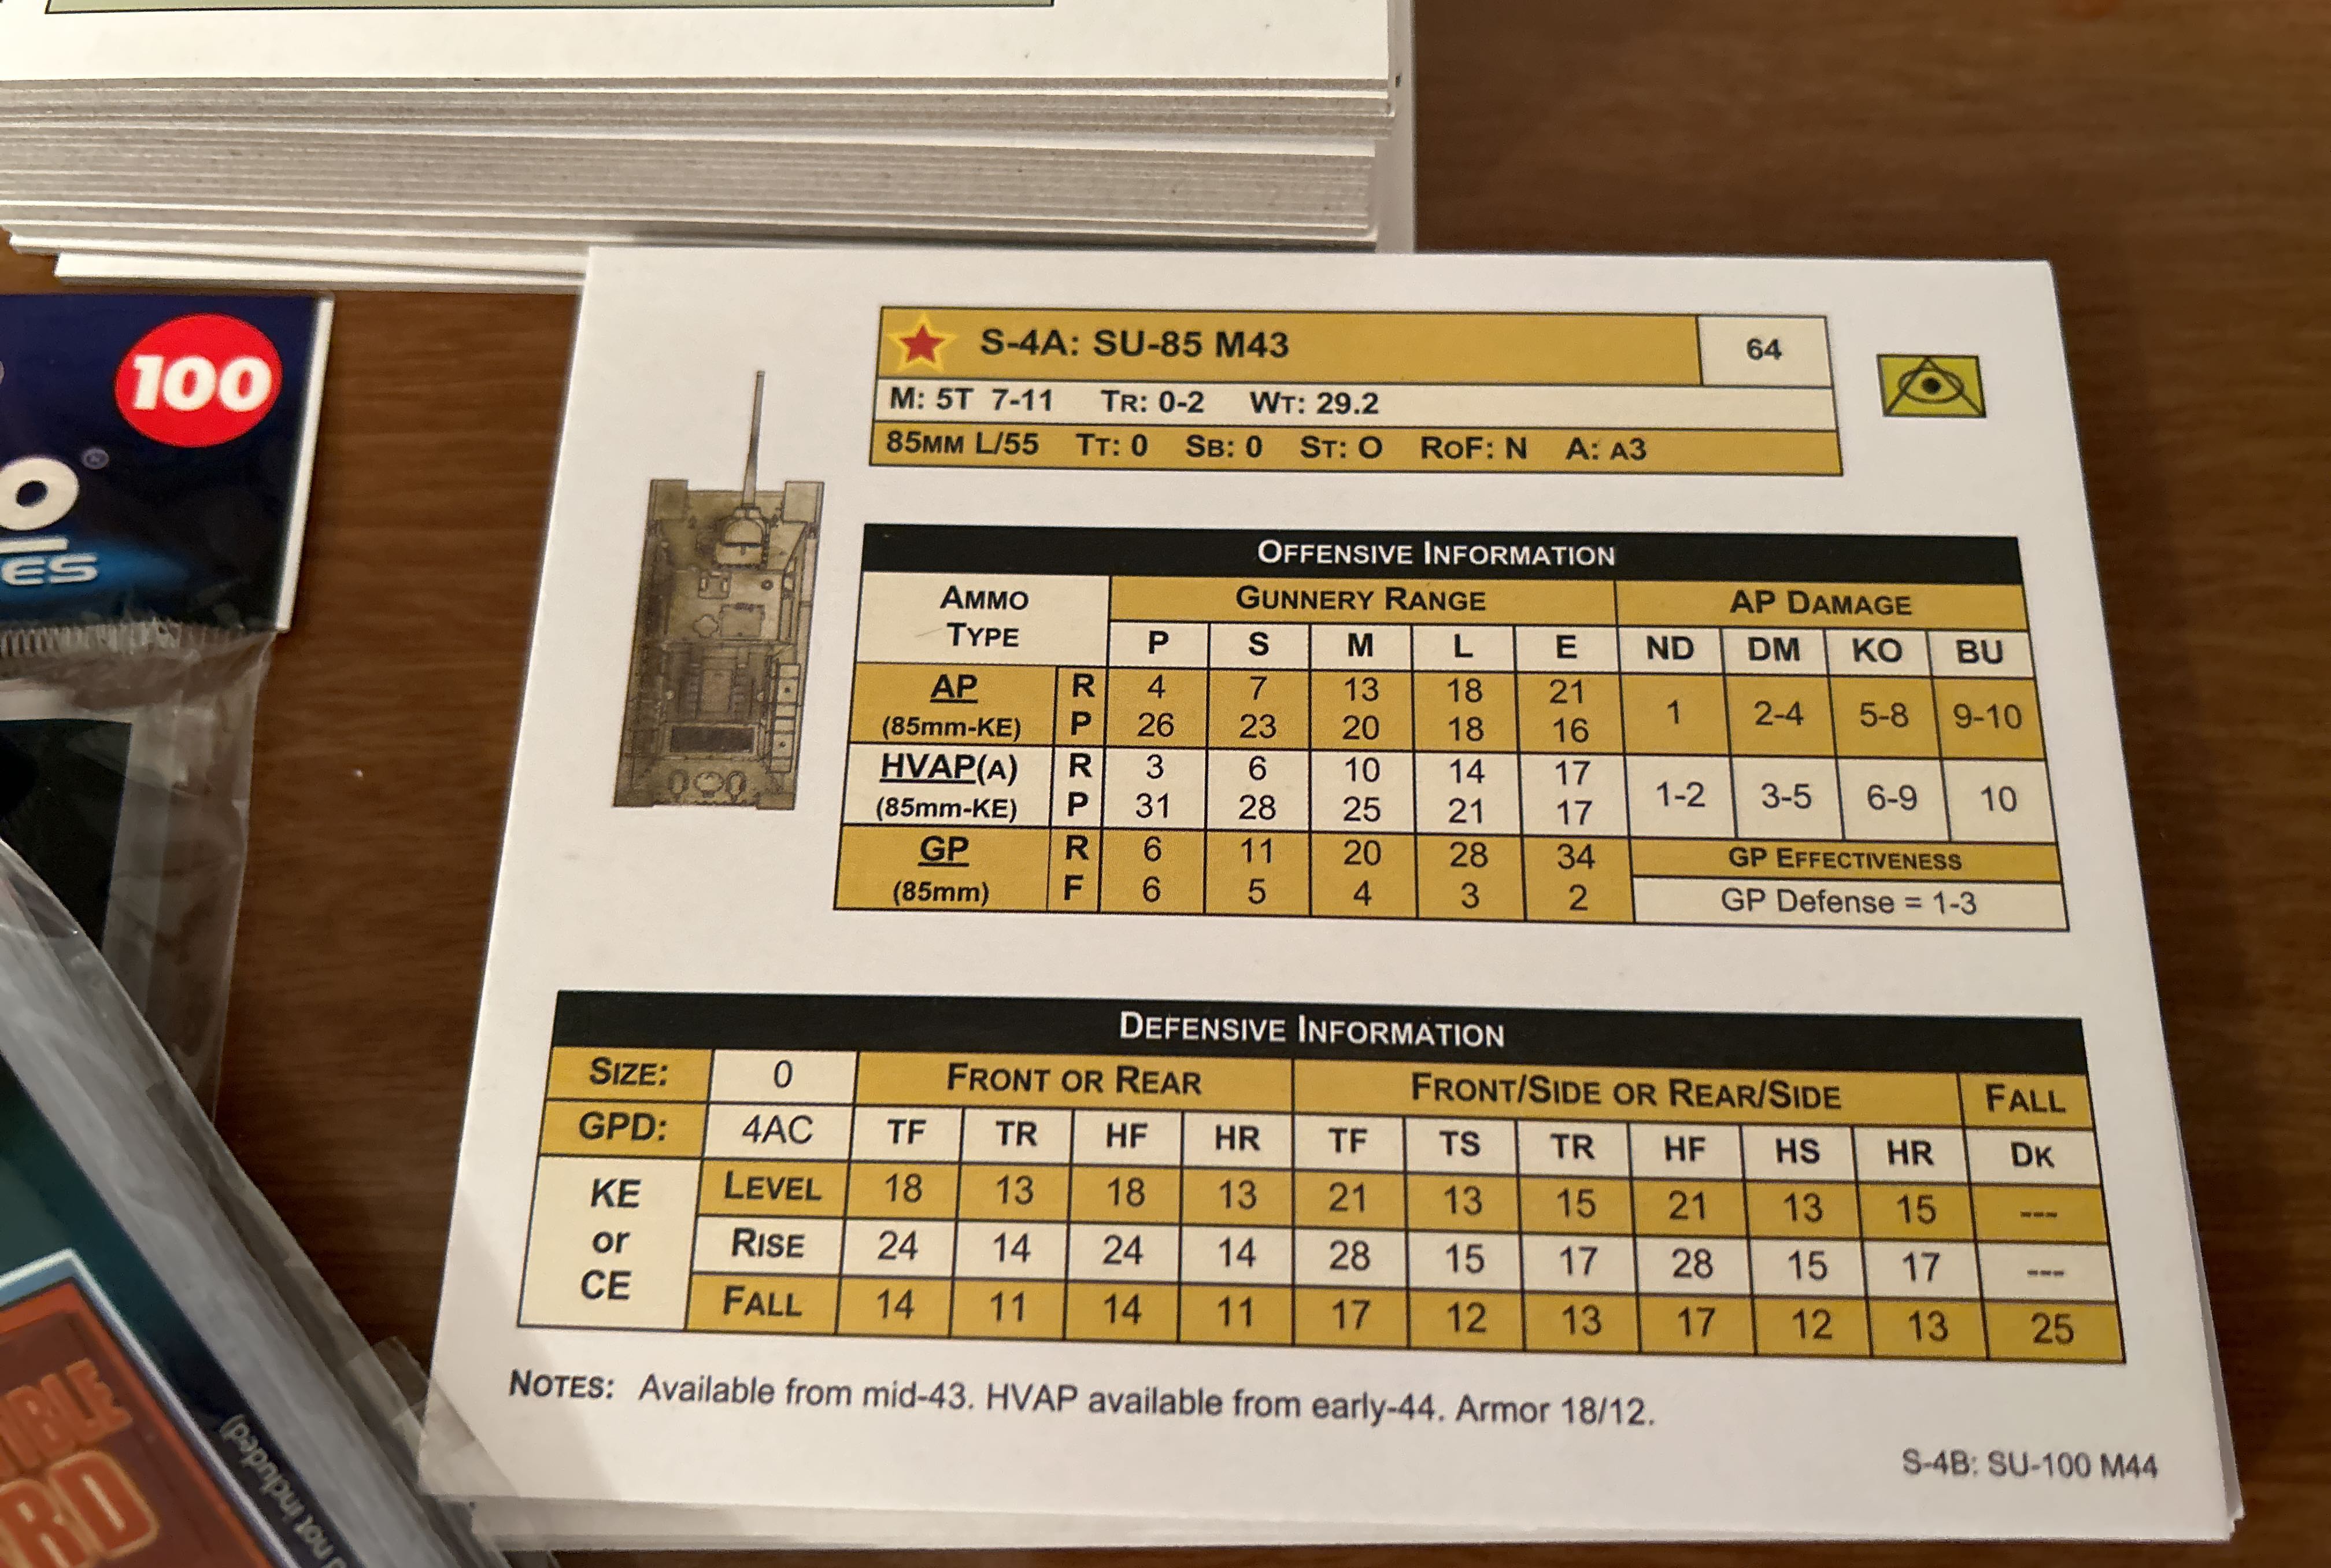 100
S-4A: SU-85 M43 64
M: 5T 7-11 TR: 0-2 WT: 29.2
85MM L/55 TT: 0 SB: 0 ST: O ROF: N A: A3
OFFENSIVE INFORMATION
AMMO TYPE GUNNERY RANGE AP DAMAGE
P S M L E ND DM KO BU
AP R 4 7 13 18 21 1 2-4 5-8 9-10
(85mm-KE) P 26 23 20 18 16
HVAP(A) R 3 6 10 14 17 1-2 3-5 6-9 10
(85mm-KE) P 31 28 25 21 17
GP R 6 11 20 28 34 GP EFFECTIVENESS
(85mm) F 6 5 4 3 2 GP Defense = 1-3
DEFENSIVE INFORMATION
SIZE: 0 FRONT OR REAR FRONT/SIDE OR REAR/SIDE FALL
GPD: 4AC TF TR HF HR TF TS TR HF HS HR DK
KE or CE
LEVEL 18 13 18 13 21 13 15 21 13 15 ---
RISE 24 14 24 14 28 15 17 28 15 17 ---
FALL 14 11 14 11 17 12 13 17 12 13 25
NOTES: Available from mid-43. HVAP available from early-44. Armor 18/12.
S-4B: SU-100 M44
not included)